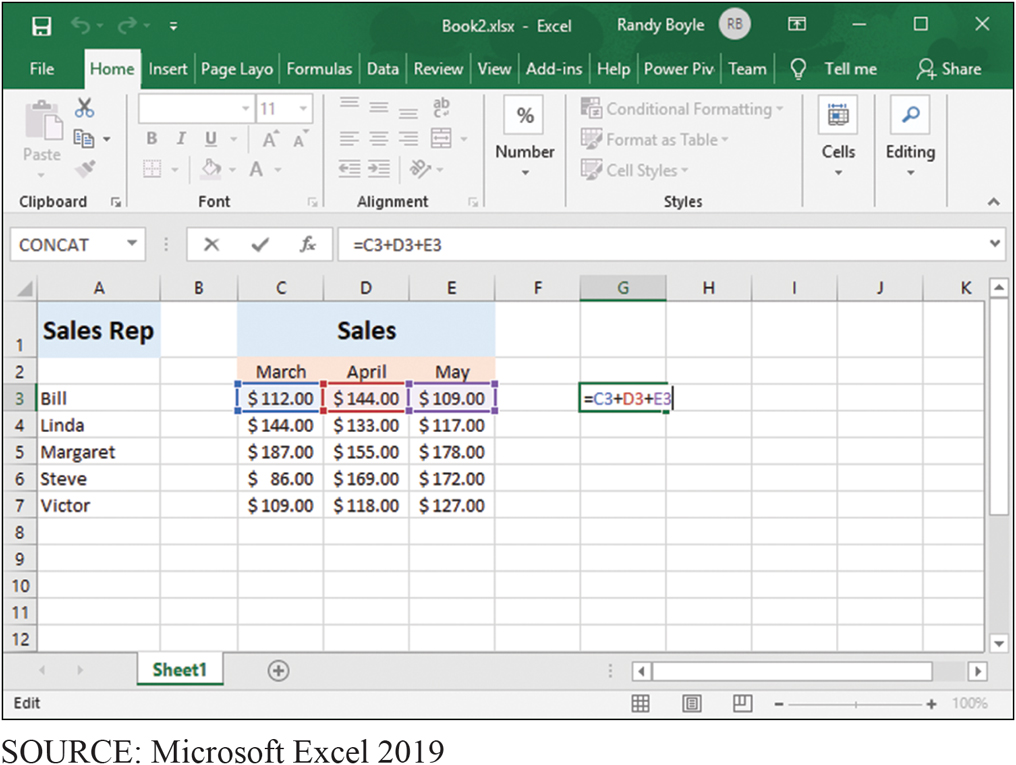 Book2.xlsx - Excel Randy Boyle RB
File Home Insert Page Layo Formulas Data Review View Add-ins Help Power Piv Team Tell me Share
11 ab
c
Conditional Formatting
B I U A A % Format as Table
Paste Number Cells Editing
A Cell Styles
Clipboard Font Alignment Styles
CONCAT fx =C3+D3+E3
A B C D E F G H I J K
1 Sales Rep Sales
2 March April May
3 Bill $ 112.00 $ 144.00 $ 109.00 =C3+D3+E3
4 Linda $ 144.00 $ 133.00 $ 117.00
5 Margaret $ 187.00 $ 155.00 $ 178.00
6 Steve $ 86.00 $ 169.00 $ 172.00
7 Victor $ 109.00 $ 118.00 $ 127.00
8
9
10
11
12
Sheet1
Edit 100%
SOURCE: Microsoft Excel 2019